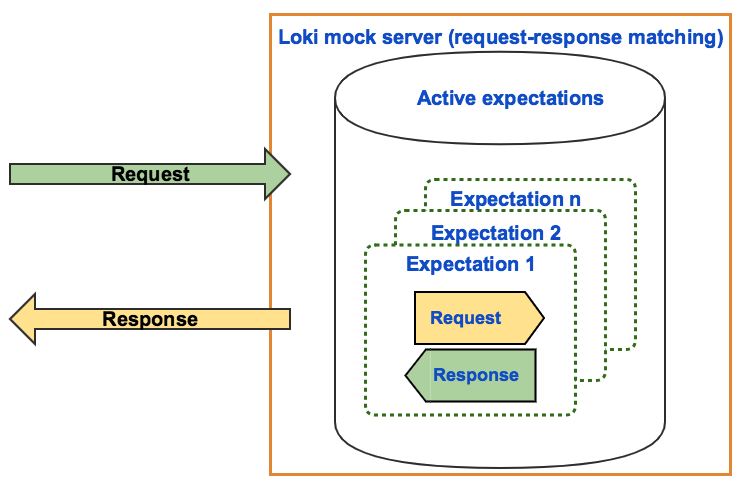 Loki mock server (request-response matching)
Active expectations
Request
Expectation n
Expectation 2
Expectation 1
Request
Response
Response